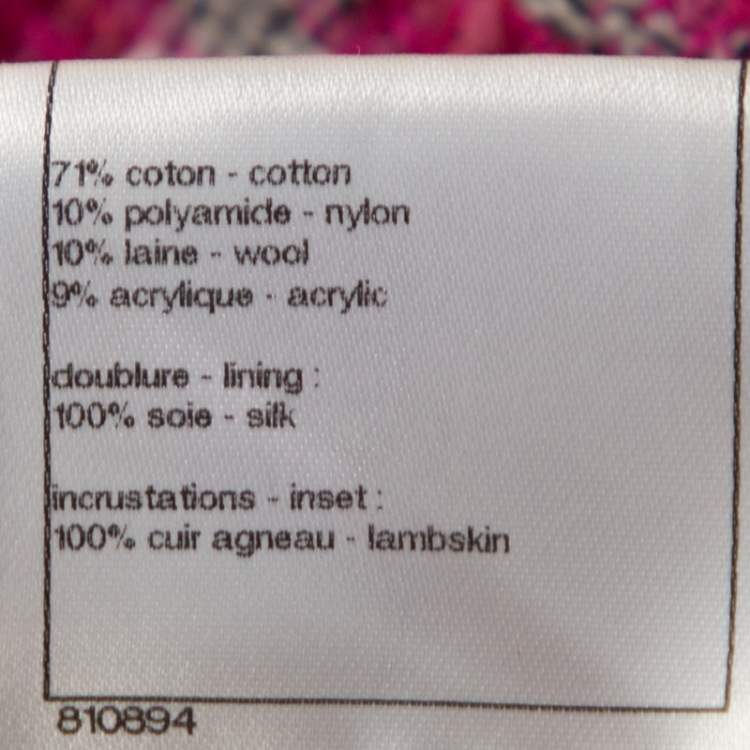 71% coton - cotton
10% polyamide - nylon
10% laine - wool
9% acrylique - acrylic
doublure - lining :
100% soie - silk
incrustations - inset :
100% cuir agneau - lambskin
810894